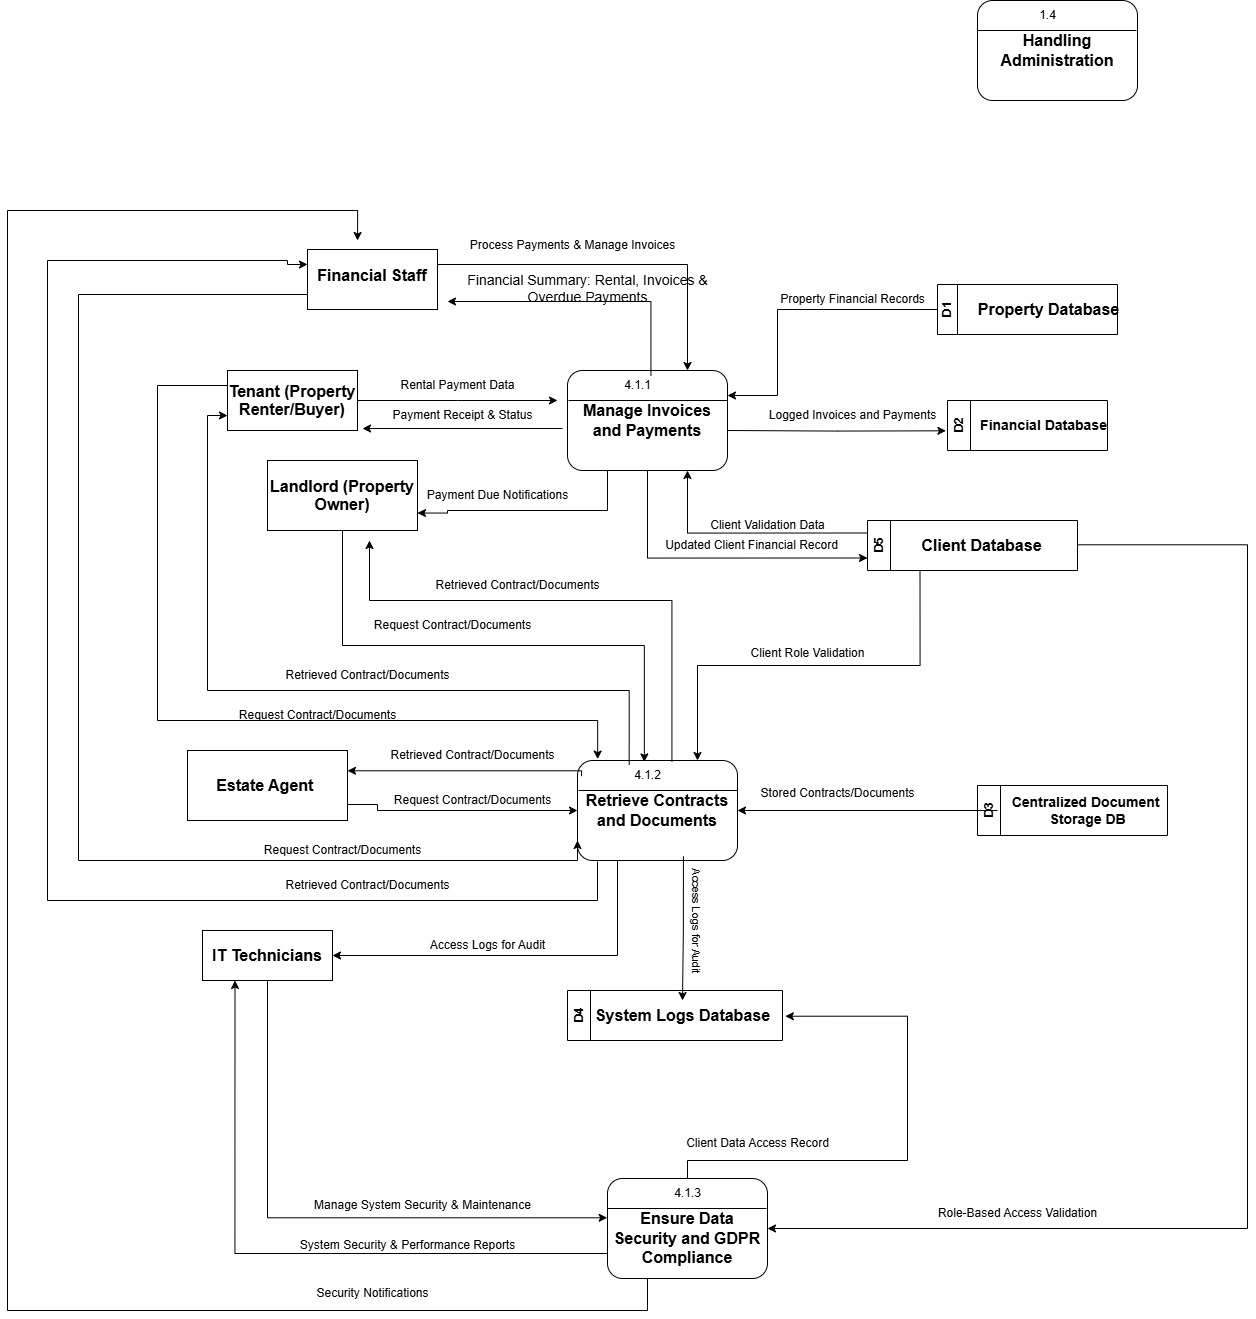 1.4
Handling
Administration
Process Payments & Manage Invoices
Financial Staff
Financial Summary: Rental, Invoices &
Overdue Payments
Property Financial Records
D1
Property Database
4.1.1
Manage Invoices
and Payments
Tenant (Property
Renter/Buyer)
Rental Payment Data
Payment Receipt & Status
Logged Invoices and Payments
D2
Financial Database
Landlord (Property
Owner)
Payment Due Notifications
Client Validation Data
Updated Client Financial Record
D5
Client Database
Retrieved Contract/Documents
Request Contract/Documents
Client Role Validation
Retrieved Contract/Documents
Request Contract/Documents
Estate Agent
Retrieved Contract/Documents
Request Contract/Documents
4.1.2
Retrieve Contracts
and Documents
Stored Contracts/Documents
D3
Centralized Document
Storage DB
Request Contract/Documents
Retrieved Contract/Documents
Access Logs for Audit
IT Technicians
Access Logs for Audit
D4
System Logs Database
Client Data Access Record
4.1.3
Ensure Data
Security and GDPR
Compliance
Manage System Security & Maintenance
Role-Based Access Validation
System Security & Performance Reports
Security Notifications